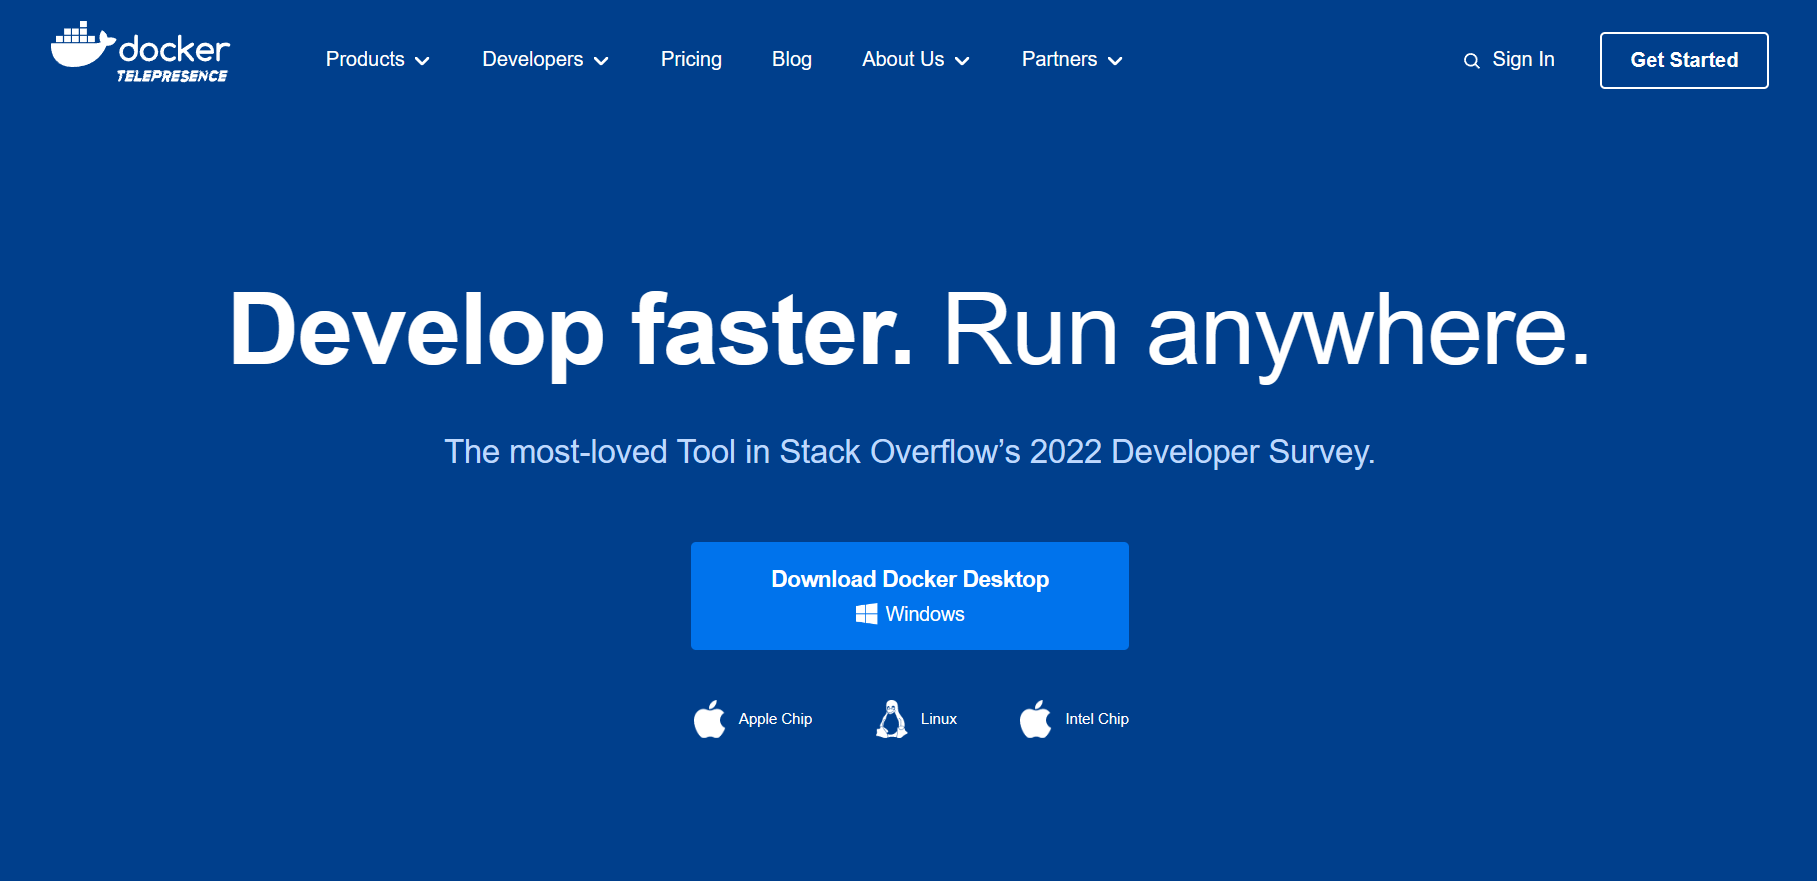 docker
TELEPRESENCE
Products
Developers
Pricing
Blog
About Us
Partners
Sign In
Get Started
Develop faster. Run anywhere.
The most-loved Tool in Stack Overflow’s 2022 Developer Survey.
Download Docker Desktop
Windows
Apple Chip
Linux
Intel Chip